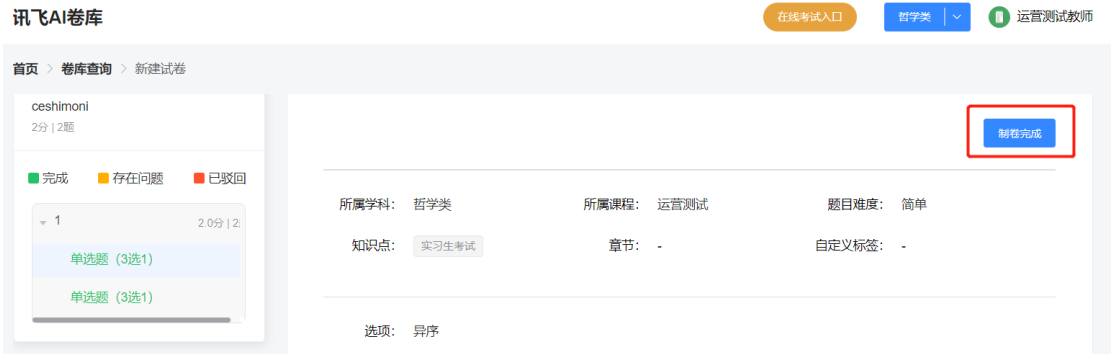 讯飞AI卷库
在线考试入口
哲学类
运营测试教师
首页 > 卷库查询 > 新建试卷
ceshimoni
2分 | 2题
制卷完成
完成 存在问题 已驳回
1 2.0分 | 2
单选题（3选1）
单选题（3选1）
所属学科： 哲学类 所属课程： 运营测试 题目难度： 简单
知识点： 实习生考试 章节： - 自定义标签： -
选项： 异序